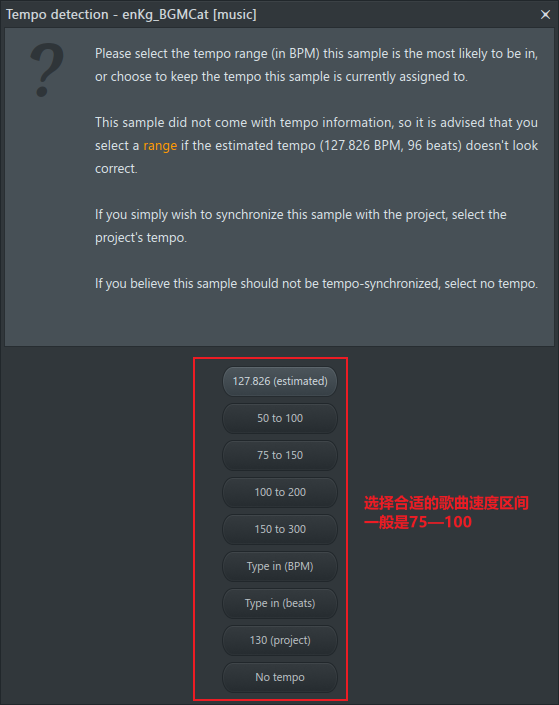 Tempo detection - enKg_BGMCat [music]
Please select the tempo range (in BPM) this sample is the most likely to be in,
or choose to keep the tempo this sample is currently assigned to.
This sample did not come with tempo information, so it is advised that you
select a range if the estimated tempo (127.826 BPM, 96 beats) doesn't look
correct.
If you simply wish to synchronize this sample with the project, select the
project's tempo.
If you believe this sample should not be tempo-synchronized, select no tempo.
127.826 (estimated)
50 to 100
75 to 150
100 to 200
150 to 300
Type in (BPM)
Type in (beats)
130 (project)
No tempo
选择合适的歌曲速度区间
一般是75—100